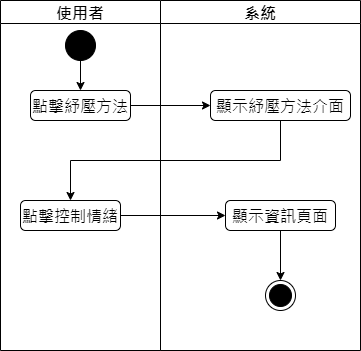 使用者
系統
點擊紓壓方法
顯示紓壓方法介面
點擊控制情緒
顯示資訊頁面